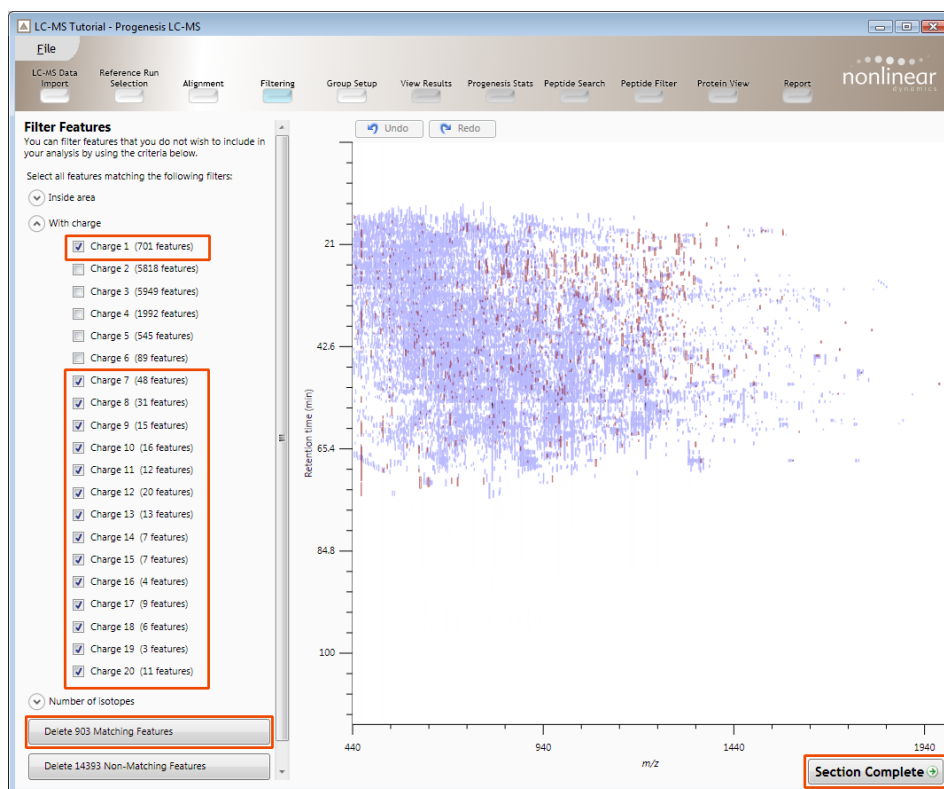 LC-MS Tutorial - Progenesis LC-MS
File
LC-MS Data
Import
Reference Run
Selection
Alignment
Filtering
Group Setup
View Results
Progenesis Stats
Peptide Search
Peptide Filter
Protein View
Report
nonlinear
dynamics
Filter Features
You can filter features that you do not wish to include in
your analysis by using the criteria below.
Select all features matching the following filters:
Inside area
With charge
Charge 1 (701 features)
Charge 2 (5818 features)
Charge 3 (5949 features)
Charge 4 (1992 features)
Charge 5 (545 features)
Charge 6 (89 features)
Charge 7 (48 features)
Charge 8 (31 features)
Charge 9 (15 features)
Charge 10 (16 features)
Charge 11 (12 features)
Charge 12 (20 features)
Charge 13 (13 features)
Charge 14 (7 features)
Charge 15 (7 features)
Charge 16 (4 features)
Charge 17 (9 features)
Charge 18 (6 features)
Charge 19 (3 features)
Charge 20 (11 features)
Number of isotopes
Delete 903 Matching Features
Delete 14393 Non-Matching Features
Undo
Redo
Retention time (min)
21
42.6
65.4
84.8
100
440
940
1440
1940
m/z
Section Complete